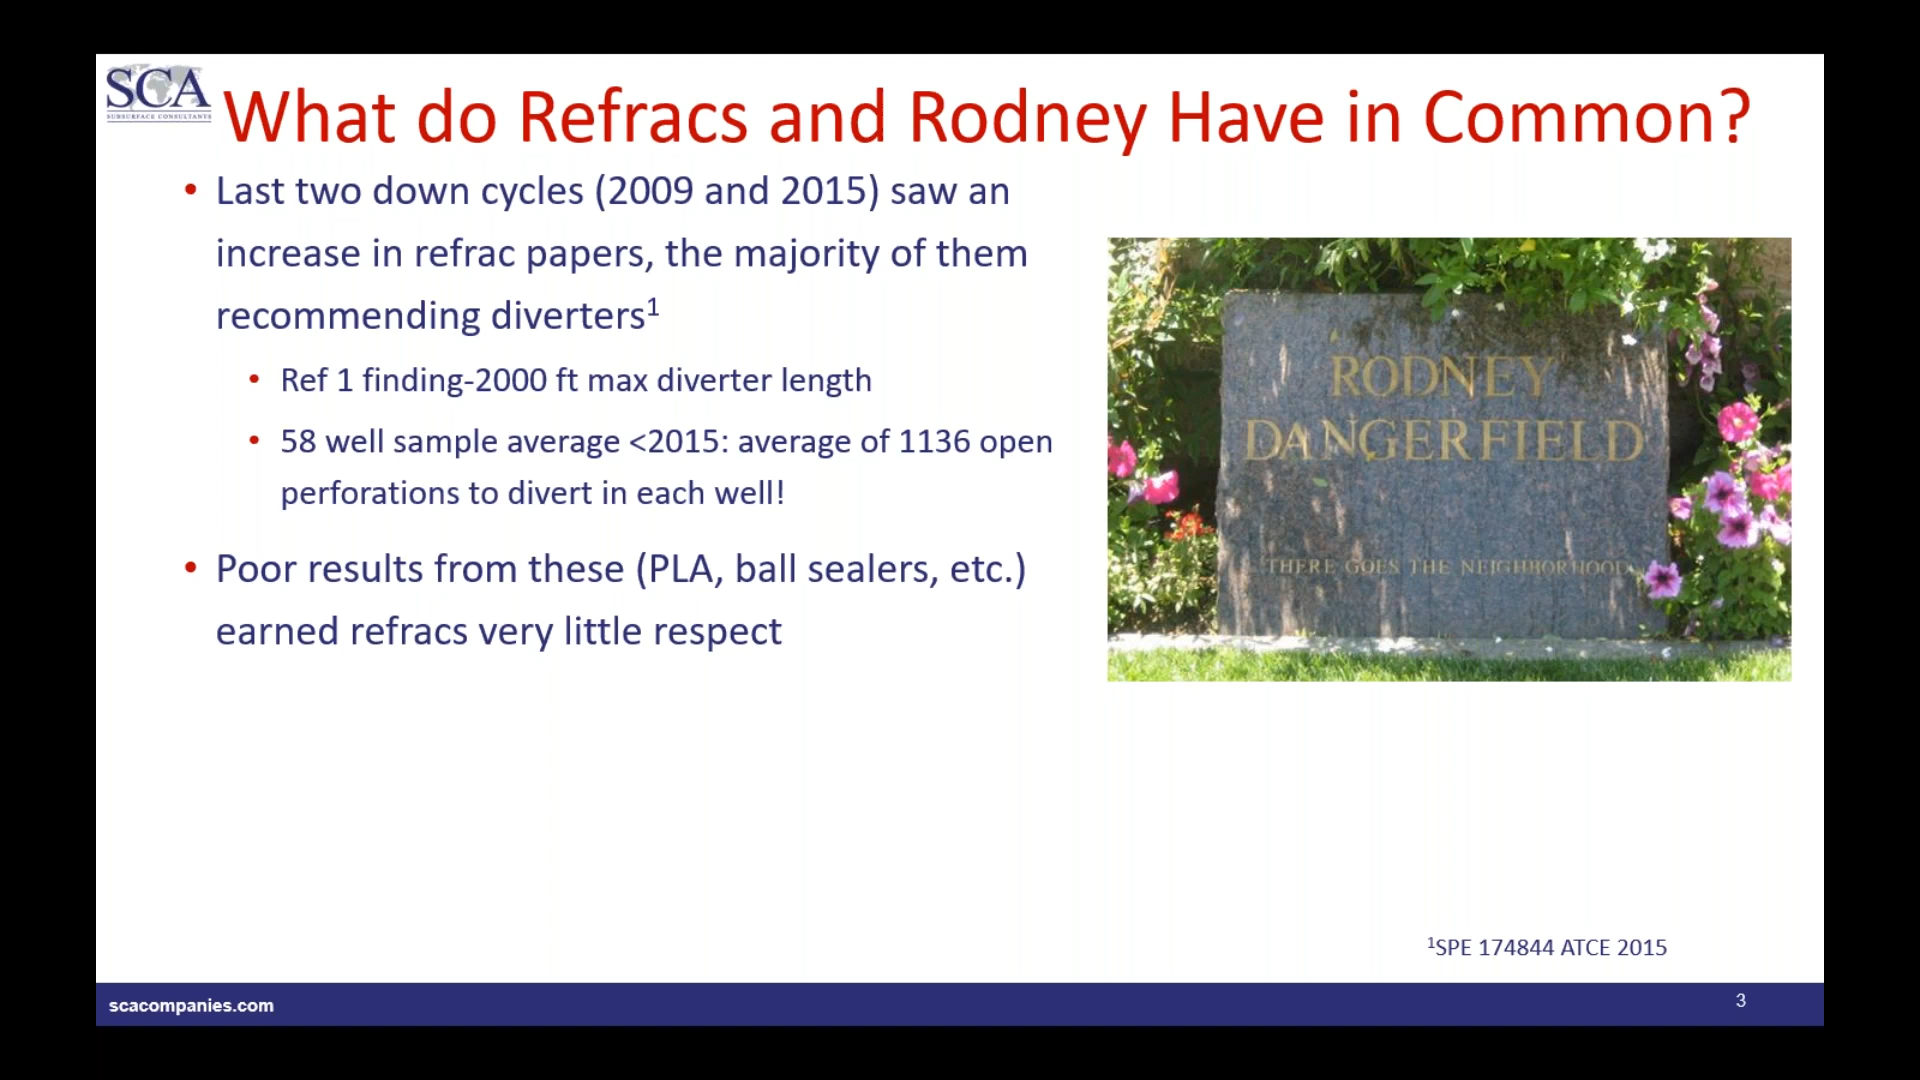 SCA
SUBSURFACE CONSULTANTS
What do Refracs and Rodney Have in Common?
• Last two down cycles (2009 and 2015) saw an
increase in refrac papers, the majority of them
recommending diverters¹
• Ref 1 finding-2000 ft max diverter length
• 58 well sample average <2015: average of 1136 open
perforations to divert in each well!
• Poor results from these (PLA, ball sealers, etc.)
earned refracs very little respect
RODNEY
DANGERFIELD
THERE GOES THE NEIGHBORHOOD
¹SPE 174844 ATCE 2015
scacompanies.com
3